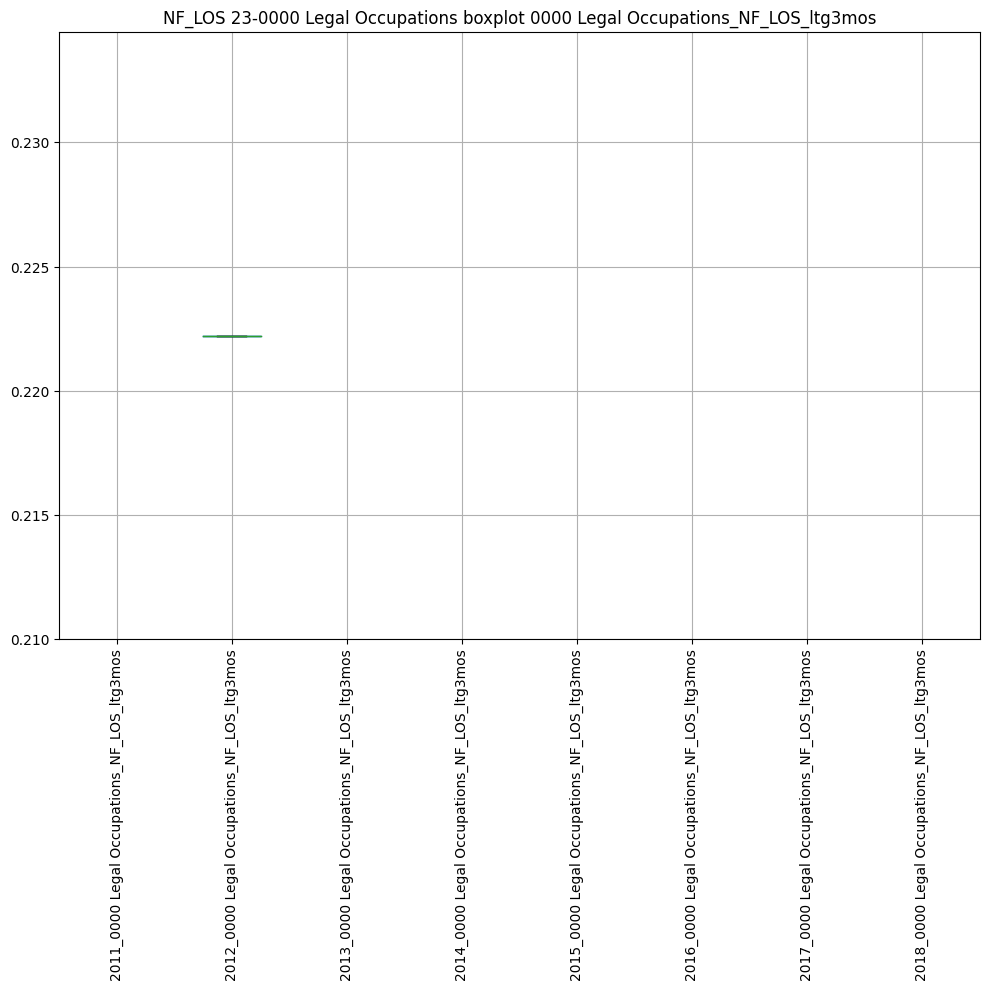 NF_LOS 23-0000 Legal Occupations boxplot 0000 Legal Occupations_NF_LOS_ltg3mos
0.230
0.225
0.220
0.215
0.210
2011_0000 Legal Occupations_NF_LOS_ltg3mos
2012_0000 Legal Occupations_NF_LOS_ltg3mos
2013_0000 Legal Occupations_NF_LOS_ltg3mos
2014_0000 Legal Occupations_NF_LOS_ltg3mos
2015_0000 Legal Occupations_NF_LOS_ltg3mos
2016_0000 Legal Occupations_NF_LOS_ltg3mos
2017_0000 Legal Occupations_NF_LOS_ltg3mos
2018_0000 Legal Occupations_NF_LOS_ltg3mos